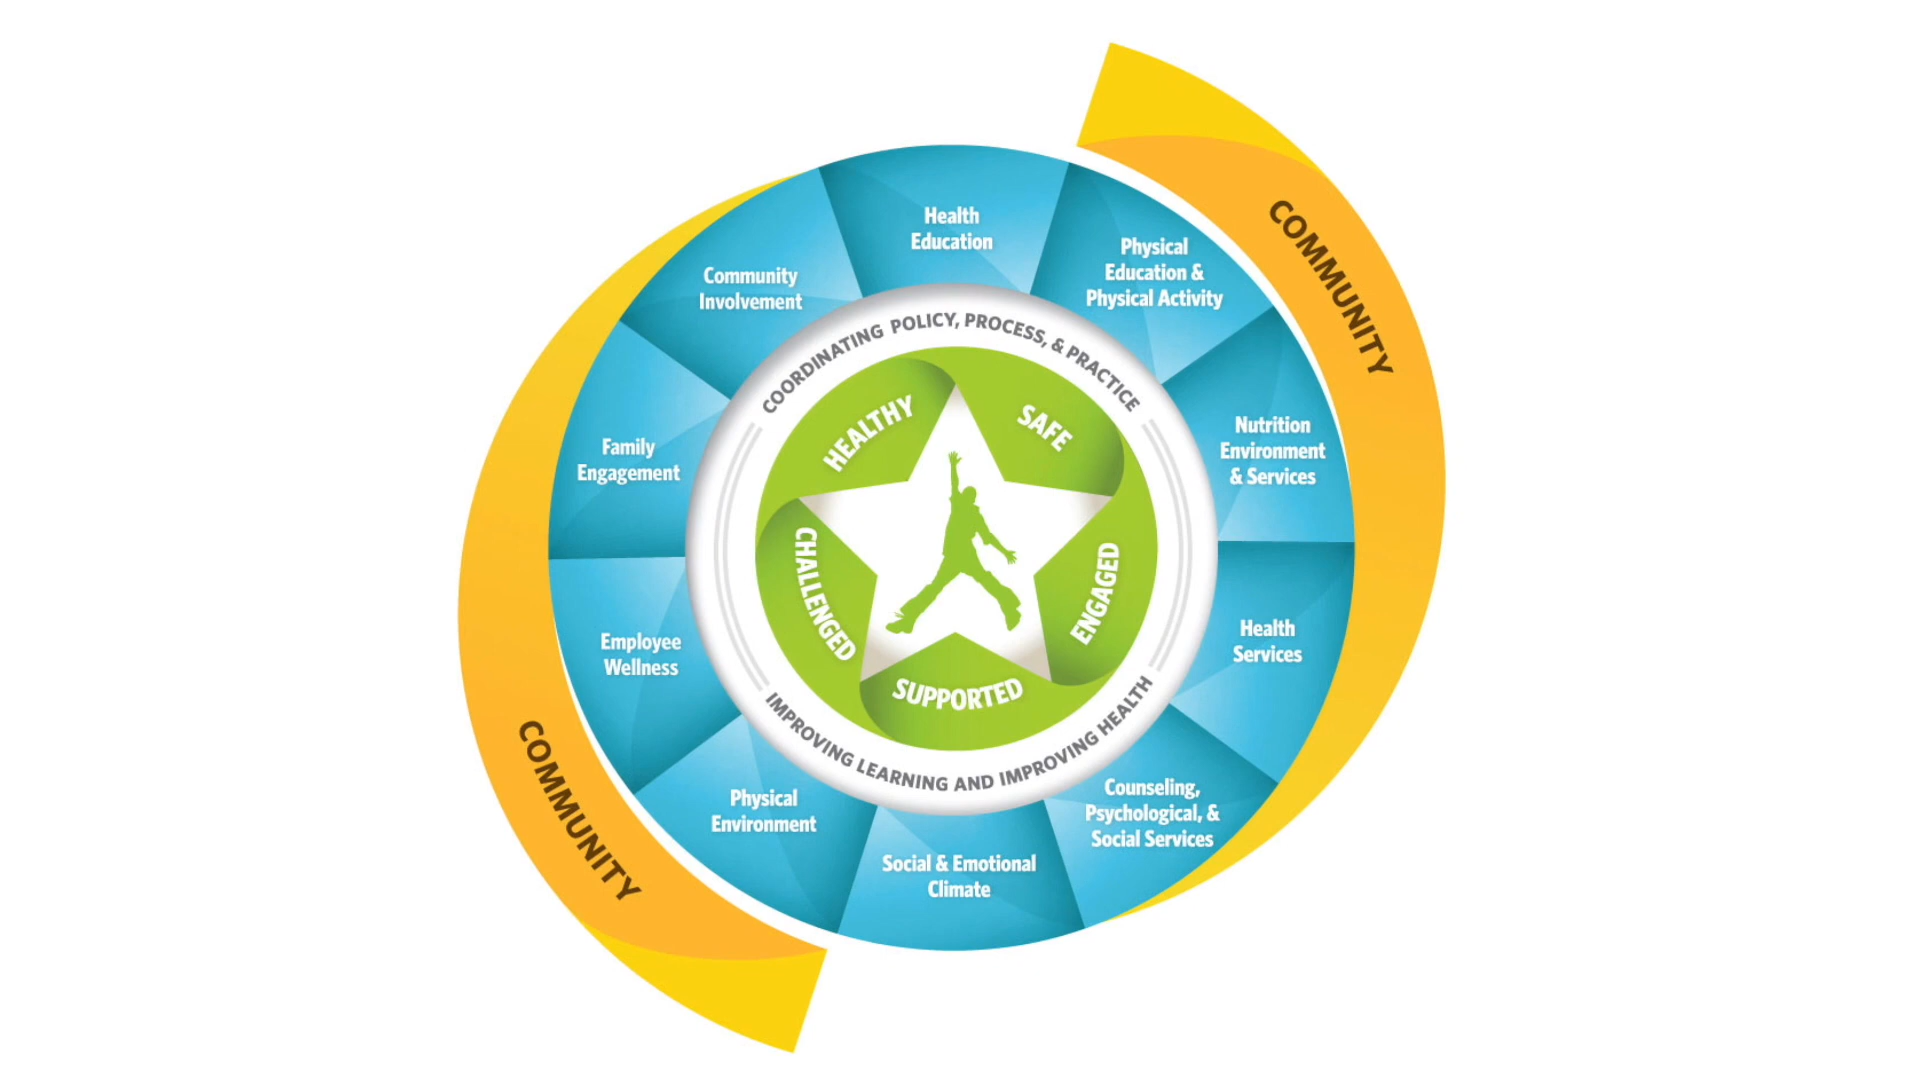 COMMUNITY
Health
Education
Physical
Education &
Physical Activity
Nutrition
Environment
& Services
Health
Services
Counseling,
Psychological, &
Social Services
Social & Emotional
Climate
Physical
Environment
Employee
Wellness
Family
Engagement
Community
Involvement
COORDINATING POLICY, PROCESS, & PRACTICE
IMPROVING LEARNING AND IMPROVING HEALTH
HEALTHY
SAFE
ENGAGED
SUPPORTED
CHALLENGED
COMMUNITY